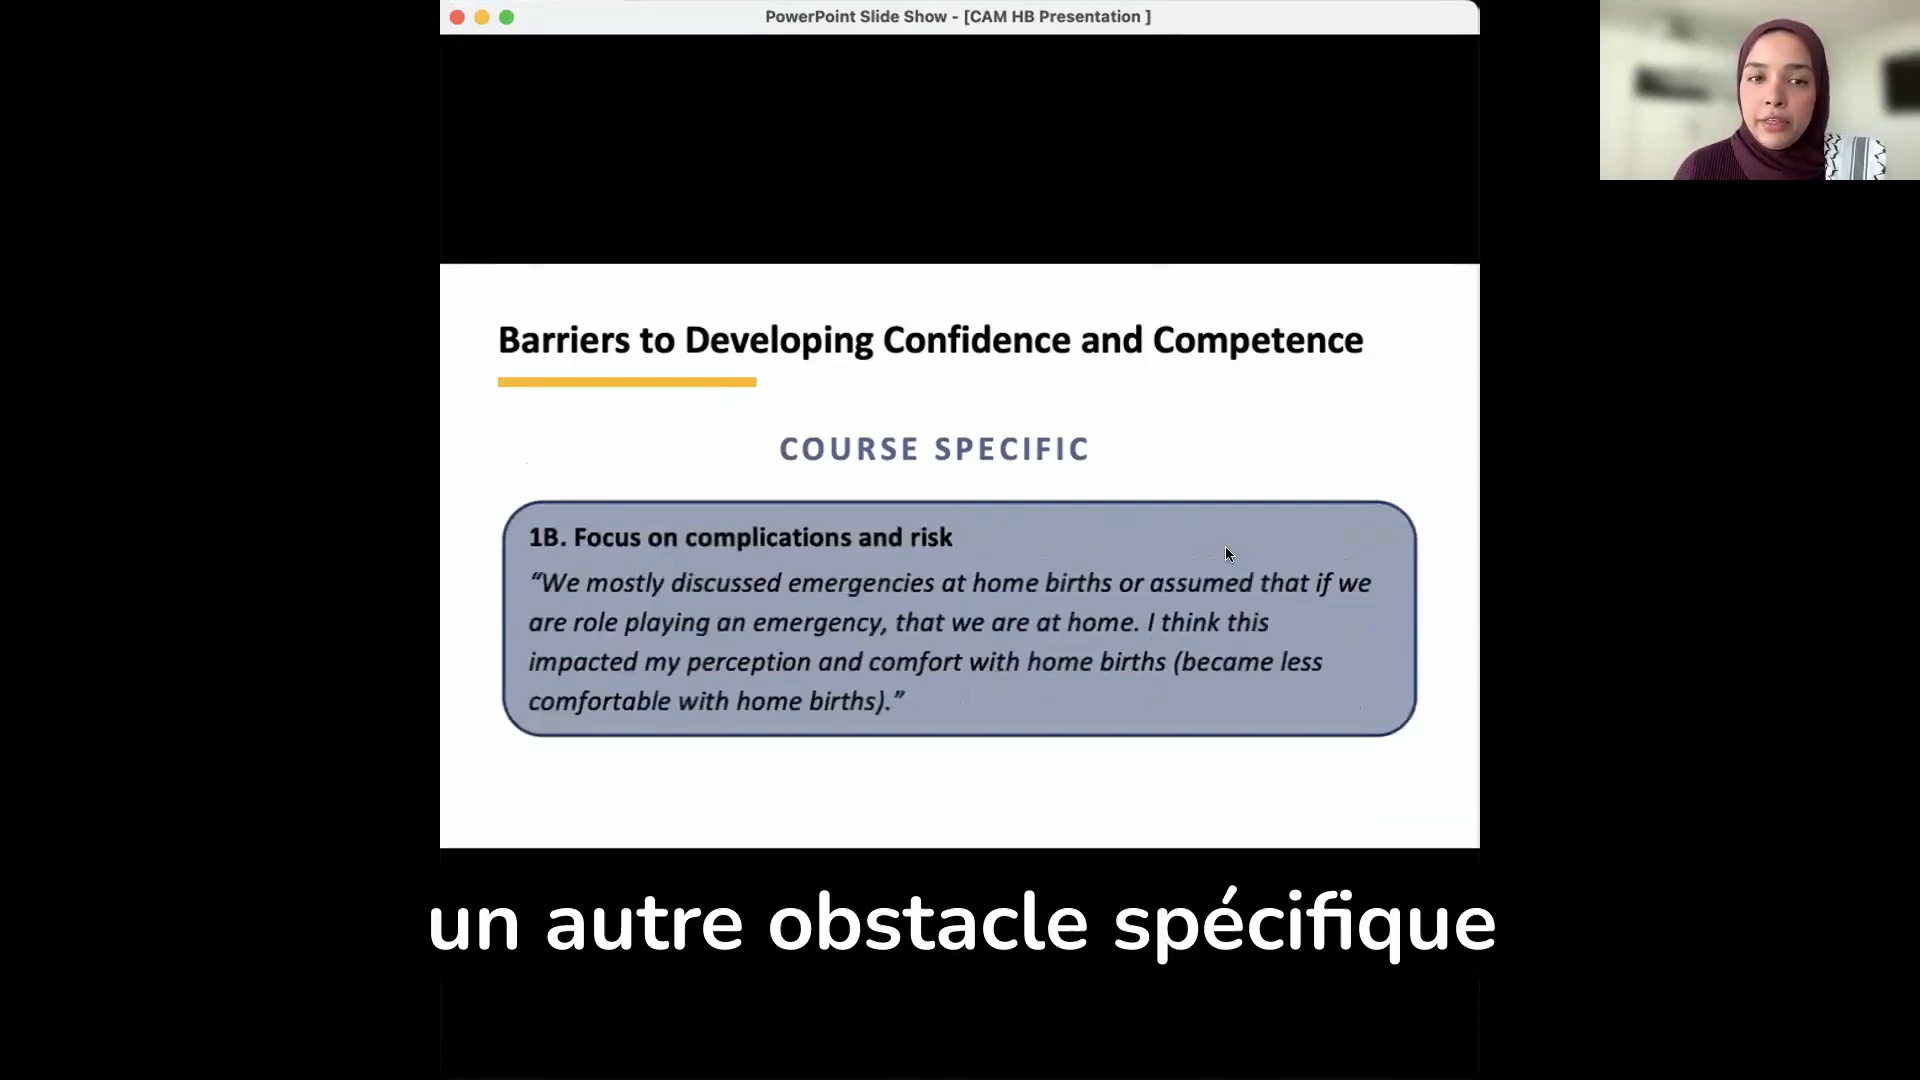 PowerPoint Slide Show - [CAM HB Presentation ]
Barriers to Developing Confidence and Competence
COURSE SPECIFIC
1B. Focus on complications and risk
“We mostly discussed emergencies at home births or assumed that if we
are role playing an emergency, that we are at home. I think this
impacted my perception and comfort with home births (became less
comfortable with home births).”
un autre obstacle spécifique